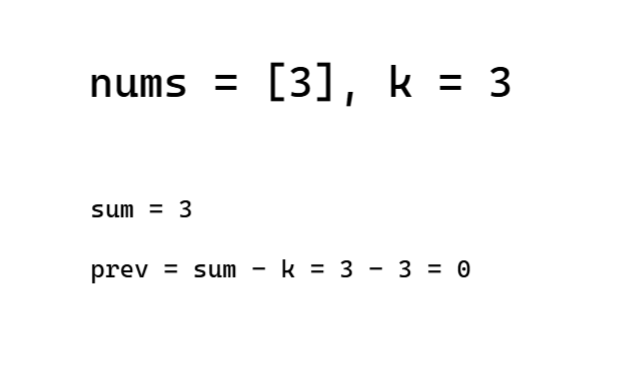 nums = [3], k = 3
sum = 3
prev = sum − k = 3 − 3 = 0